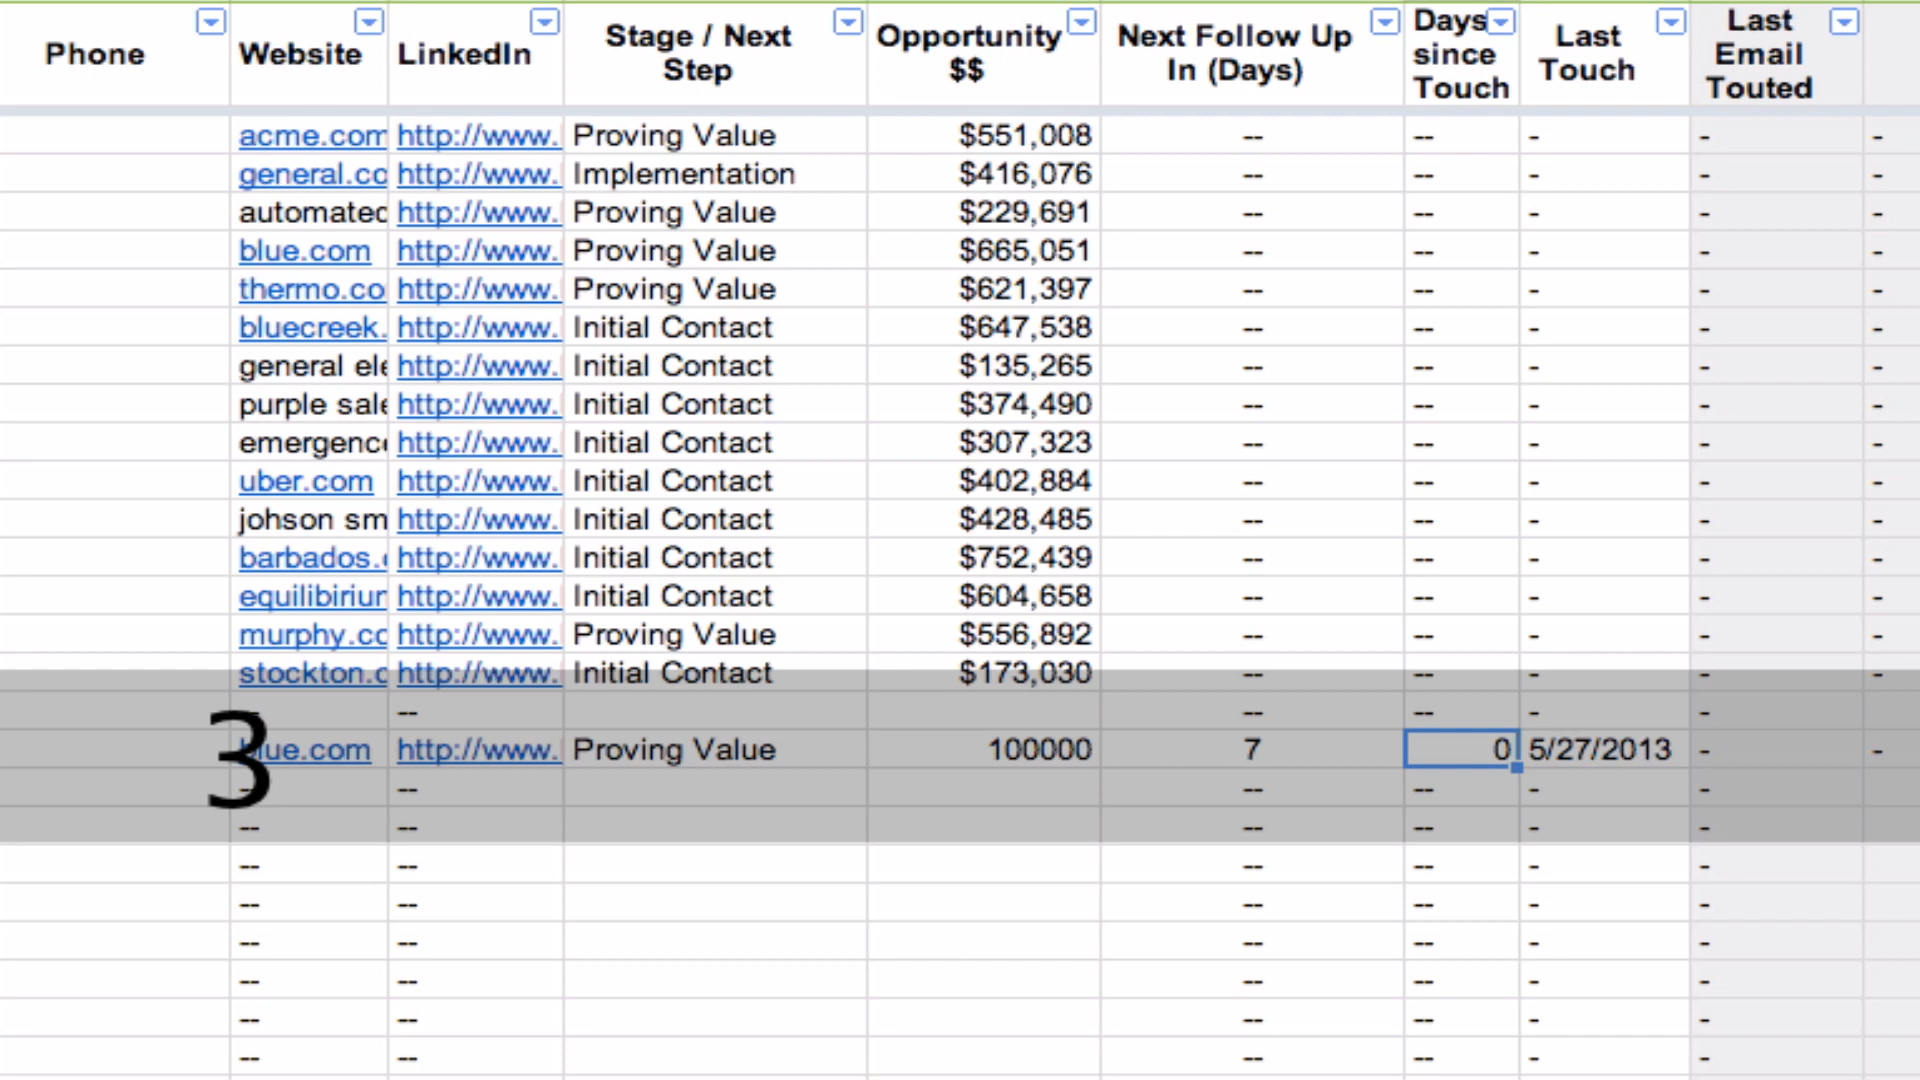 Phone Website LinkedIn Stage / Next Step Opportunity $$ Next Follow Up In (Days) Days since Touch Last Touch Last Email Touted
acme.com http://www. Proving Value $551,008 -- -- - - -
general.co http://www. Implementation $416,076 -- -- - - -
automated http://www. Proving Value $229,691 -- -- - - -
blue.com http://www. Proving Value $665,051 -- -- - - -
thermo.co http://www. Proving Value $621,397 -- -- - - -
bluecreek. http://www. Initial Contact $647,538 -- -- - - -
general ele http://www. Initial Contact $135,265 -- -- - - -
purple sale http://www. Initial Contact $374,490 -- -- - - -
emergence http://www. Initial Contact $307,323 -- -- - - -
uber.com http://www. Initial Contact $402,884 -- -- - - -
johson sm http://www. Initial Contact $428,485 -- -- - - -
barbados. http://www. Initial Contact $752,439 -- -- - - -
equilibiriur http://www. Initial Contact $604,658 -- -- - - -
murphy.co http://www. Proving Value $556,892 -- -- - - -
stockton.c http://www. Initial Contact $173,030 -- -- - - -
-- -- -- -- - -
3
blue.com http://www. Proving Value 100000 7 0 5/27/2013 - -
-- -- -- -- - -
-- -- -- -- - -
-- -- -- -- - -
-- -- -- -- - -
-- -- -- -- - -
-- -- -- -- - -
-- -- -- -- - -
-- -- -- -- - -